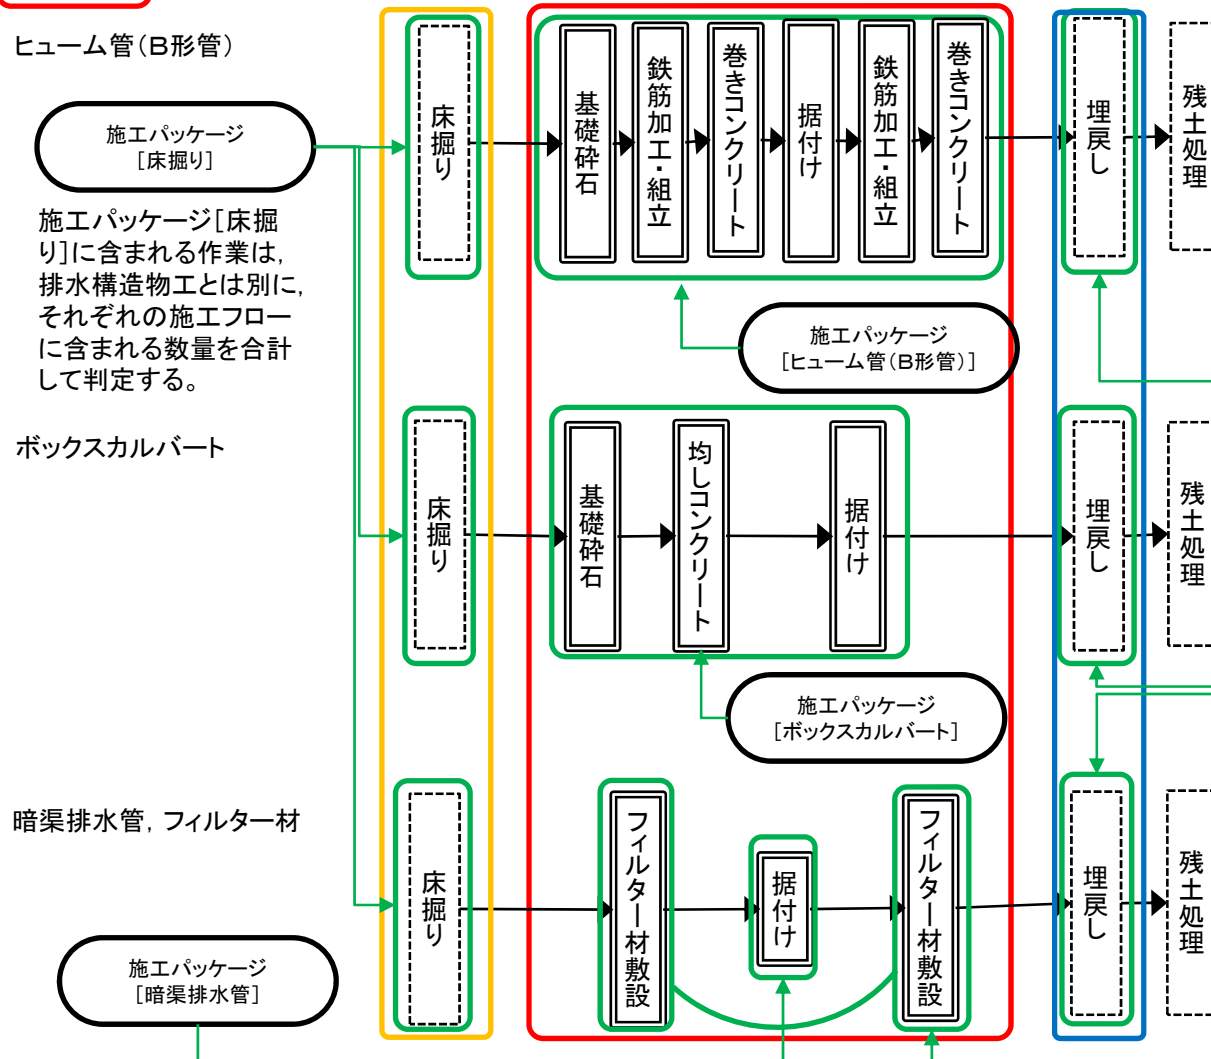 ヒューム管(B形管)
施工パッケージ
[床掘り]
施工パッケージ[床掘
り]に含まれる作業は,
排水構造物工とは別に,
それぞれの施工フロー
に含まれる数量を合計
して判定する。
床掘り
基礎砕石
鉄筋加工・組立
巻きコンクリート
据付け
鉄筋加工・組立
巻きコンクリート
埋戻し
残土処理
施工パッケージ
[ヒューム管(B形管)]
ボックスカルバート
床掘り
基礎砕石
均しコンクリート
据付け
埋戻し
残土処理
施工パッケージ
[ボックスカルバート]
暗渠排水管, フィルター材
床掘り
フィルター材敷設
据付け
フィルター材敷設
埋戻し
残土処理
施工パッケージ
[暗渠排水管]